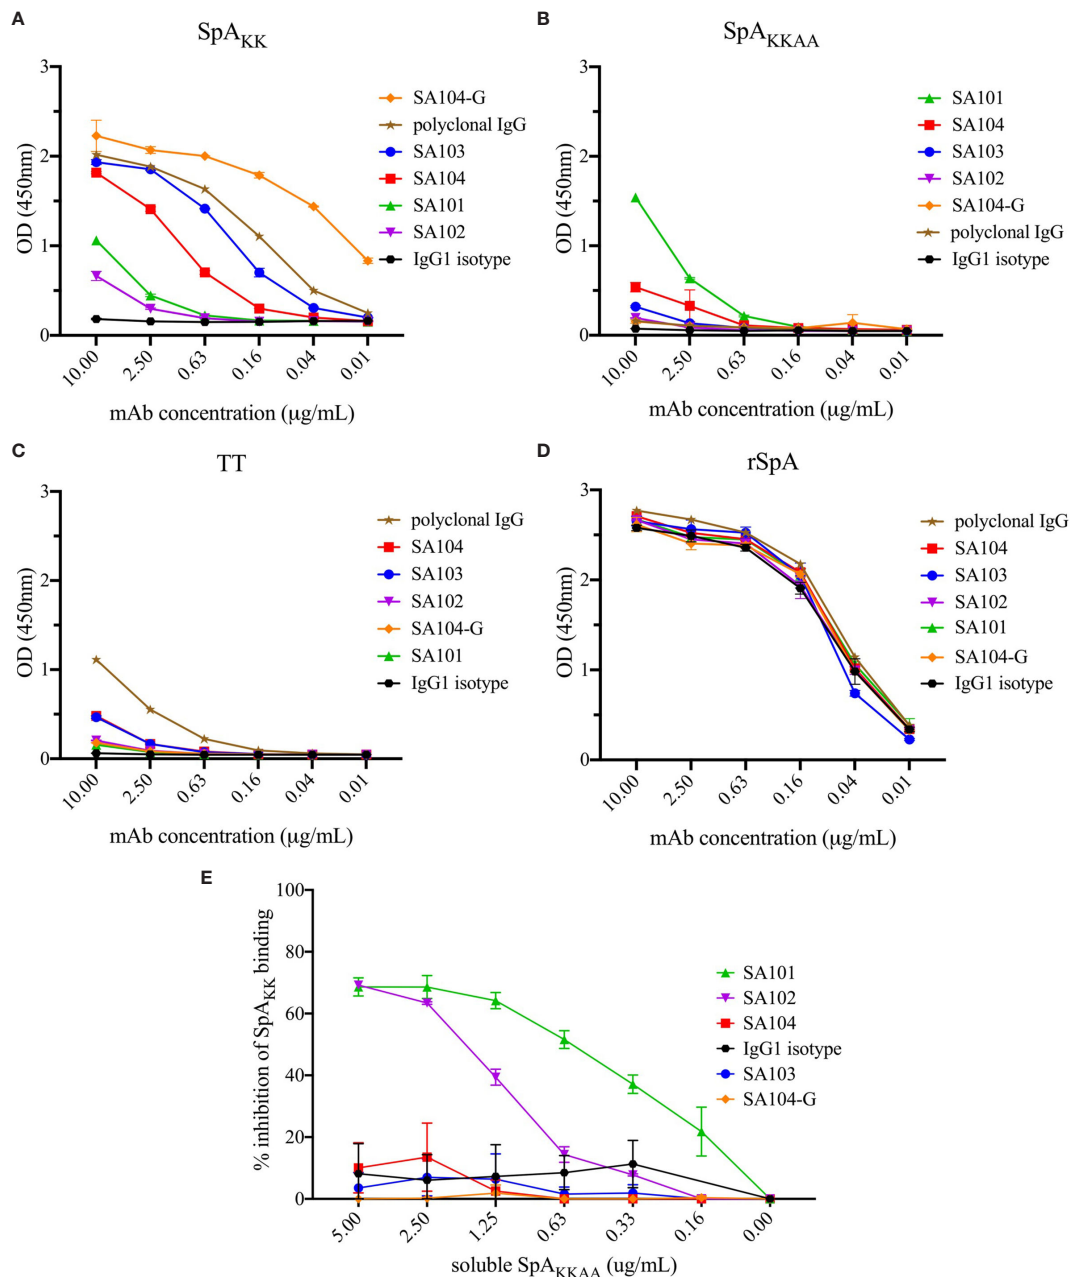 A
SpAKK
3
2
1
0
OD (450nm)
10.00
2.50
0.63
0.16
0.04
0.01
mAb concentration (μg/mL)
SA104-G
polyclonal IgG
SA103
SA104
SA101
SA102
IgG1 isotype
B
SpAKKAA
3
2
1
0
OD (450nm)
10.00
2.50
0.63
0.16
0.04
0.01
mAb concentration (μg/mL)
SA101
SA104
SA103
SA102
SA104-G
polyclonal IgG
IgG1 isotype
C
TT
3
2
1
0
OD (450nm)
10.00
2.50
0.63
0.16
0.04
0.01
mAb concentration (μg/mL)
polyclonal IgG
SA104
SA103
SA102
SA104-G
SA101
IgG1 isotype
D
rSpA
3
2
1
0
OD (450nm)
10.00
2.50
0.63
0.16
0.04
0.01
mAb concentration (μg/mL)
polyclonal IgG
SA104
SA103
SA102
SA101
SA104-G
IgG1 isotype
E
100
80
60
40
20
0
% inhibition of SpAKK binding
5.00
2.50
1.25
0.63
0.33
0.16
0.00
soluble SpAKKAA (ug/mL)
SA101
SA102
SA104
IgG1 isotype
SA103
SA104-G